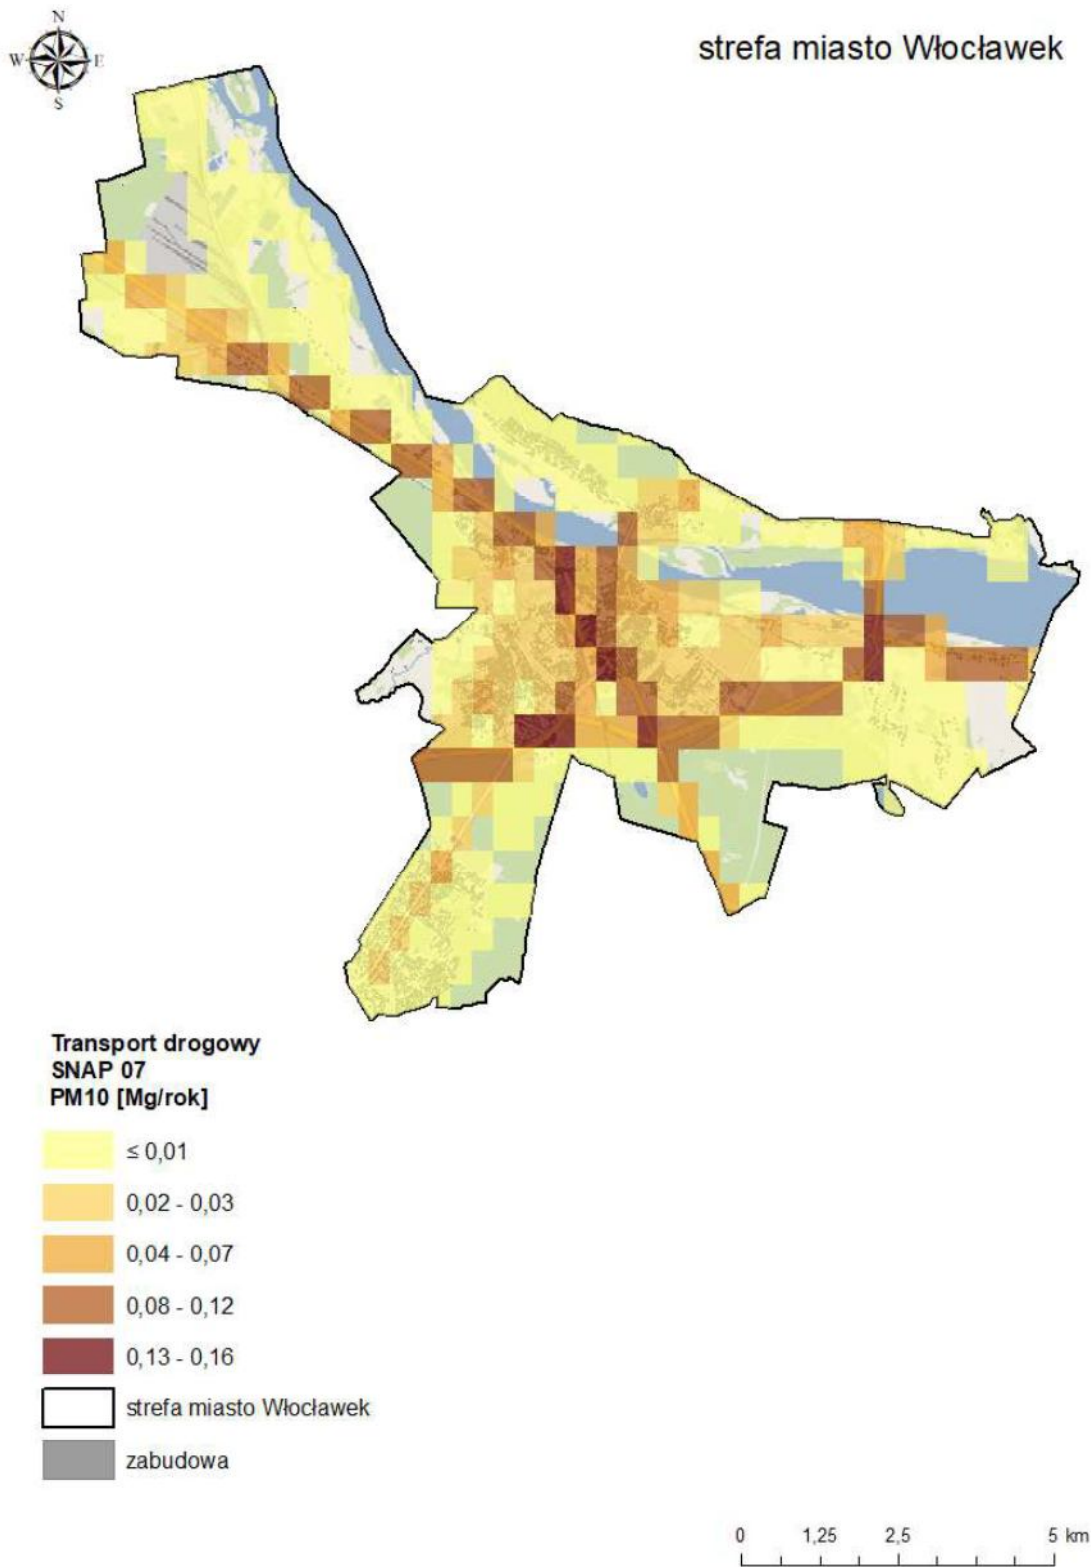 N
W E
S
strefa miasto Włocławek
Transport drogowy
SNAP 07
PM10 [Mg/rok]
≤ 0,01
0,02 - 0,03
0,04 - 0,07
0,08 - 0,12
0,13 - 0,16
strefa miasto Włocławek
zabudowa
0 1,25 2,5 5 km